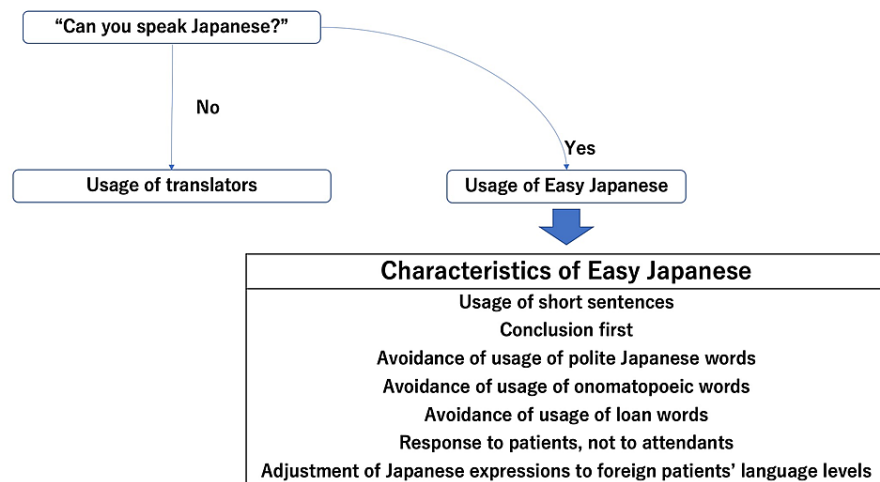 “Can you speak Japanese?”
No
Yes
Usage of translators
Usage of Easy Japanese
Characteristics of Easy Japanese
Usage of short sentences
Conclusion first
Avoidance of usage of polite Japanese words
Avoidance of usage of onomatopoeic words
Avoidance of usage of loan words
Response to patients, not to attendants
Adjustment of Japanese expressions to foreign patients’ language levels